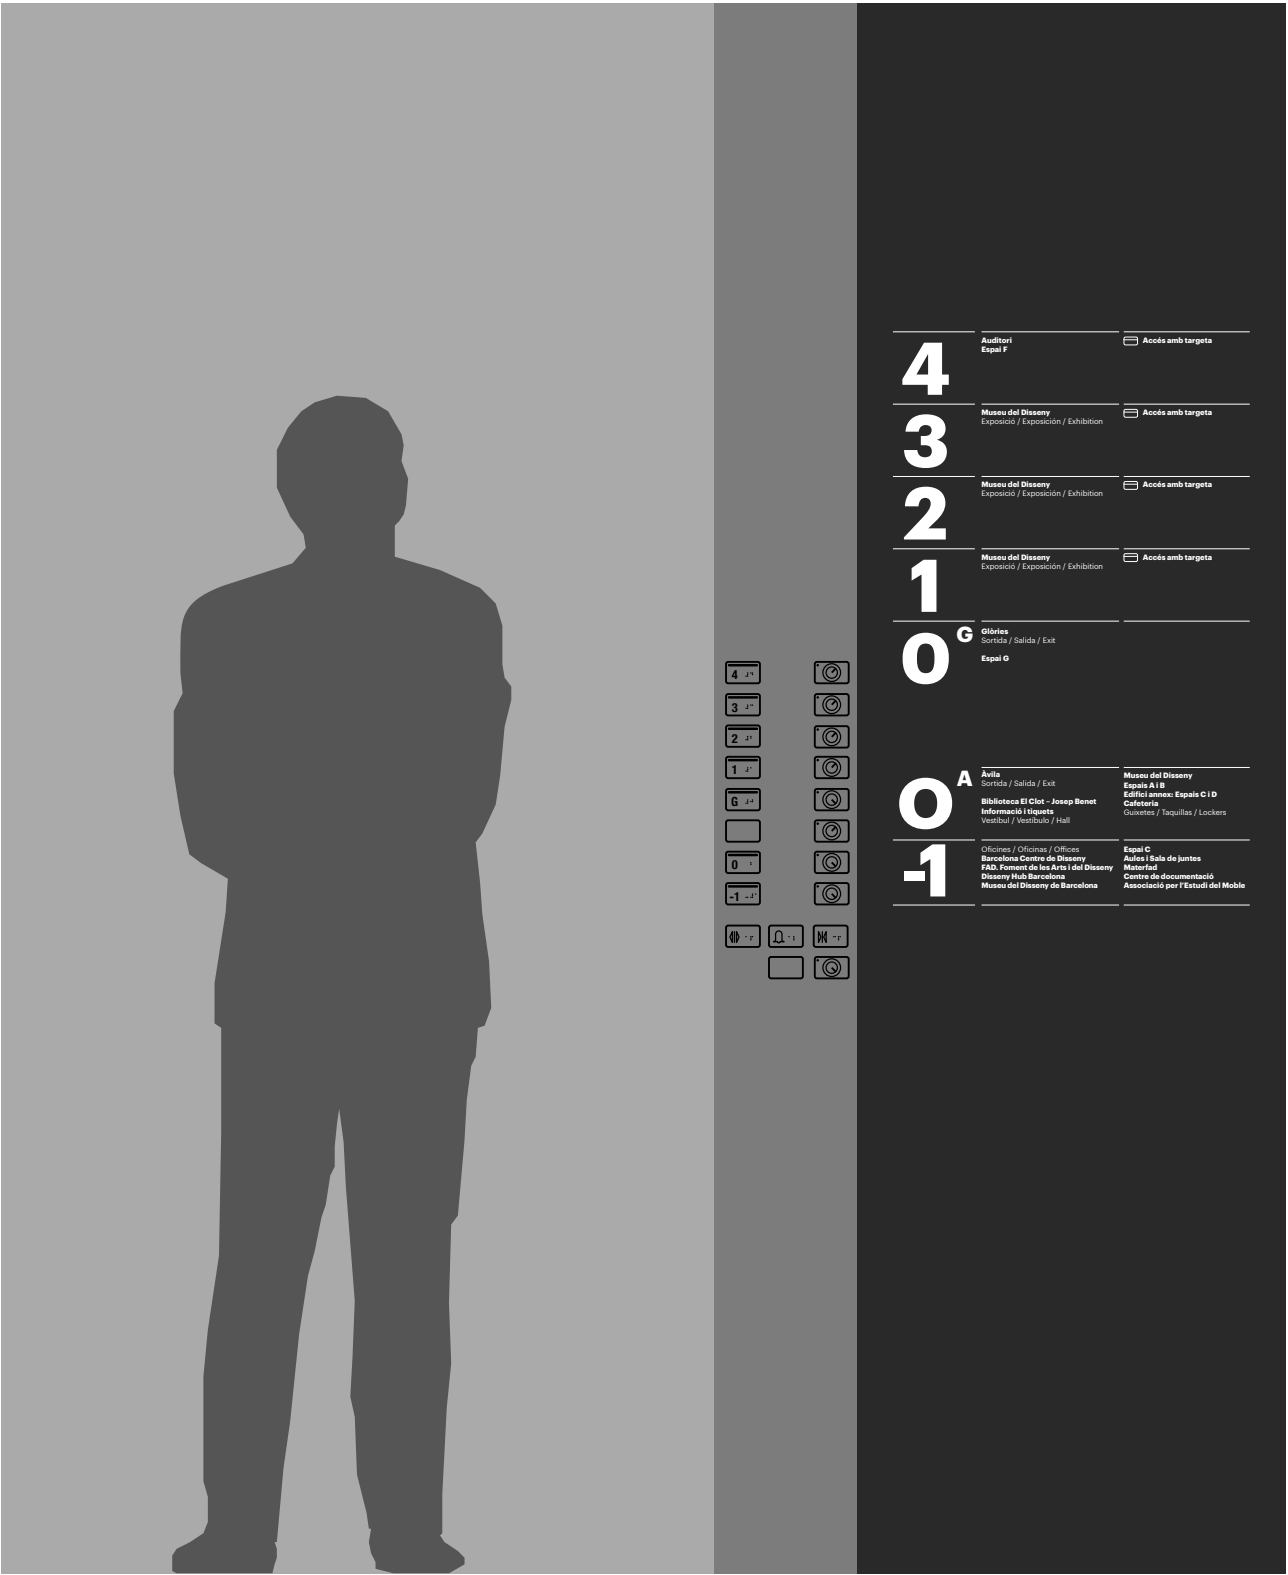 4
Auditori
Espai F
Accés amb targeta
3
Museu del Disseny
Exposició / Exposición / Exhibition
Accés amb targeta
2
Museu del Disseny
Exposició / Exposición / Exhibition
Accés amb targeta
1
Museu del Disseny
Exposició / Exposición / Exhibition
Accés amb targeta
0 G
Glòries
Sortida / Salida / Exit
Espai G
0 A
Àvila
Sortida / Salida / Exit
Biblioteca El Clot – Josep Benet
Informació i tiquets
Vestíbul / Vestíbulo / Hall
Museu del Disseny
Espais A i B
Edifici annex: Espais C i D
Cafeteria
Guixetes / Taquillas / Lockers
-1
Oficines / Oficinas / Offices
Barcelona Centre de Disseny
FAD. Foment de les Arts i del Disseny
Disseny Hub Barcelona
Museu del Disseny de Barcelona
Espai C
Aules i Sala de juntes
Materfad
Centre de documentació
Associació per l'Estudi del Moble
4
3
2
1
G
0
-1